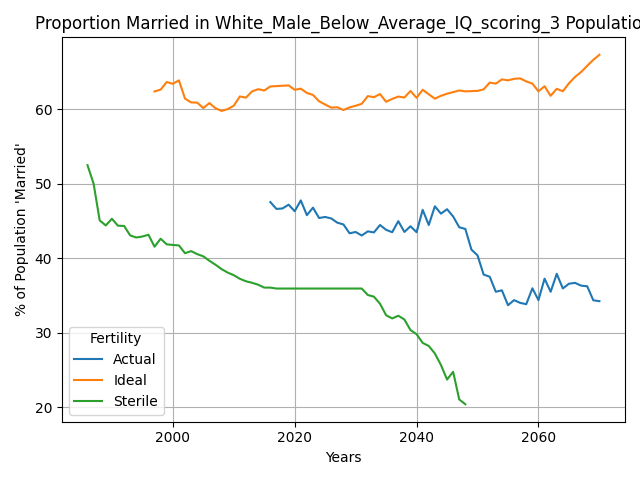 Proportion Married in White_Male_Below_Average_IQ_scoring_3 Populatio
% of Population 'Married'
60
50
40
30
20
Fertility
Actual
Ideal
Sterile
2000 2020 2040 2060
Years